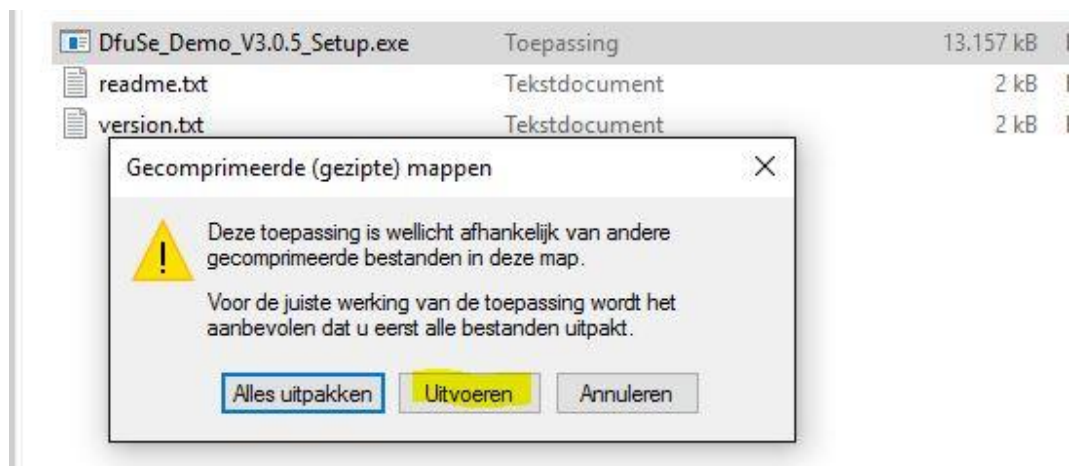 DfuSe_Demo_V3.0.5_Setup.exe Toepassing 13.157 kB
readme.txt Tekstdocument 2 kB
version.txt Tekstdocument 2 kB
Gecomprimeerde (gezipte) mappen
Deze toepassing is wellicht afhankelijk van andere
gecomprimeerde bestanden in deze map.
Voor de juiste werking van de toepassing wordt het
aanbevolen dat u eerst alle bestanden uitpakt.
Alles uitpakken Uitvoeren Annuleren